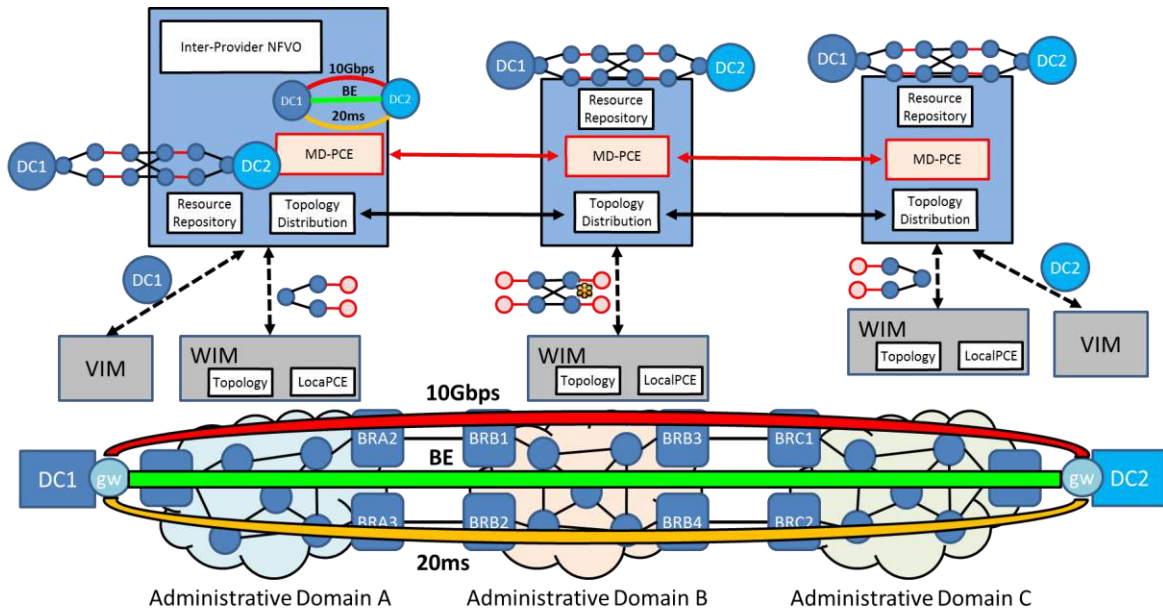 Inter-Provider NFVO
10Gbps
BE
20ms
DC1
DC2
DC1
DC2
MD-PCE
Resource
Repository
Topology
Distribution
DC1
DC2
Resource
Repository
MD-PCE
Topology
Distribution
DC1
DC2
Resource
Repository
MD-PCE
Topology
Distribution
DC1
DC2
VIM
WIM
Topology
LocaPCE
WIM
Topology
LocalPCE
WIM
Topology
LocalPCE
VIM
10Gbps
BE
20ms
DC1
gw
BRA2
BRB1
BRB3
BRC1
BRA3
BRB2
BRB4
BRC2
gw
DC2
Administrative Domain A
Administrative Domain B
Administrative Domain C